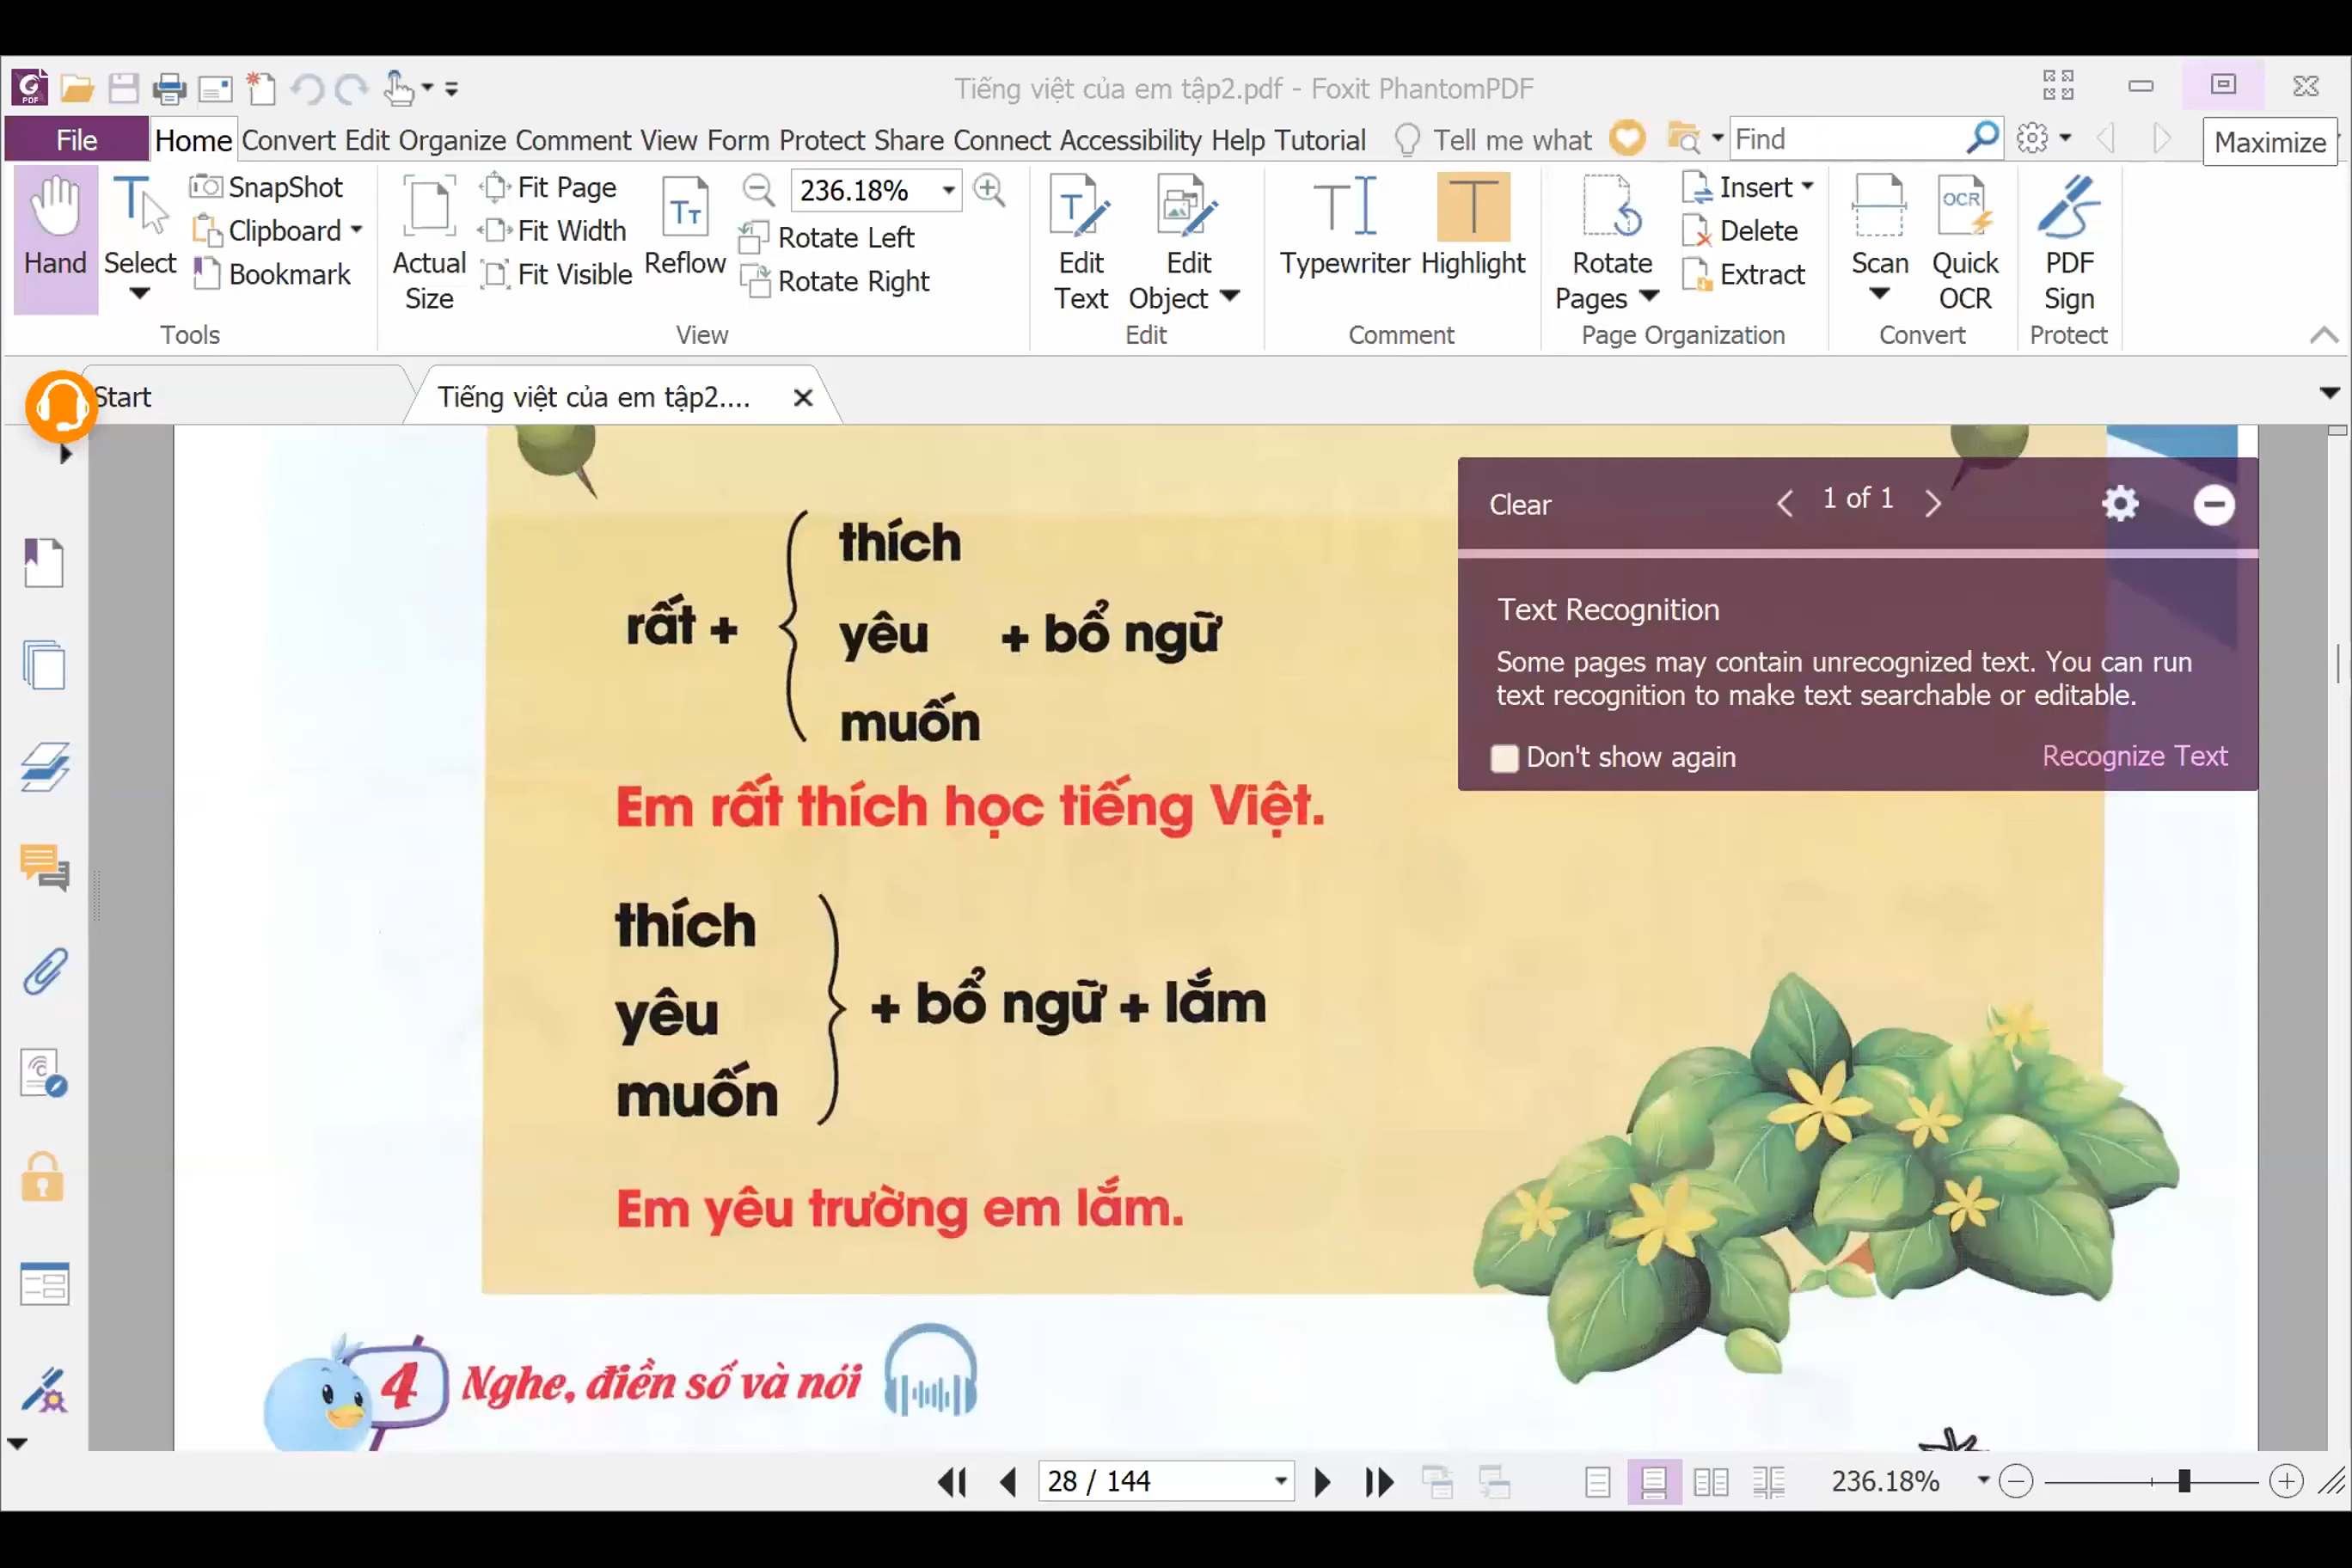 Tiếng việt của em tập2.pdf - Foxit PhantomPDF
File Home Convert Edit Organize Comment View Form Protect Share Connect Accessibility Help Tutorial Tell me what Find Maximize
Hand
Select
SnapShot
Clipboard
Bookmark
Tools
Actual Size
Fit Page
Fit Width
Fit Visible
Reflow
236.18%
Rotate Left
Rotate Right
View
Edit Text
Edit Object
Edit
Typewriter
Highlight
Comment
Rotate Pages
Insert
Delete
Extract
Page Organization
Scan
OCR
Quick OCR
Convert
PDF Sign
Protect
Start
Tiếng việt của em tập2....
Clear 1 of 1
Text Recognition
Some pages may contain unrecognized text. You can run
text recognition to make text searchable or editable.
Don't show again Recognize Text
thích
rất + yêu + bổ ngữ
muốn
Em rất thích học tiếng Việt.
thích
yêu + bổ ngữ + lắm
muốn
Em yêu trường em lắm.
4 Nghe, điền số và nói
28 / 144 236.18%